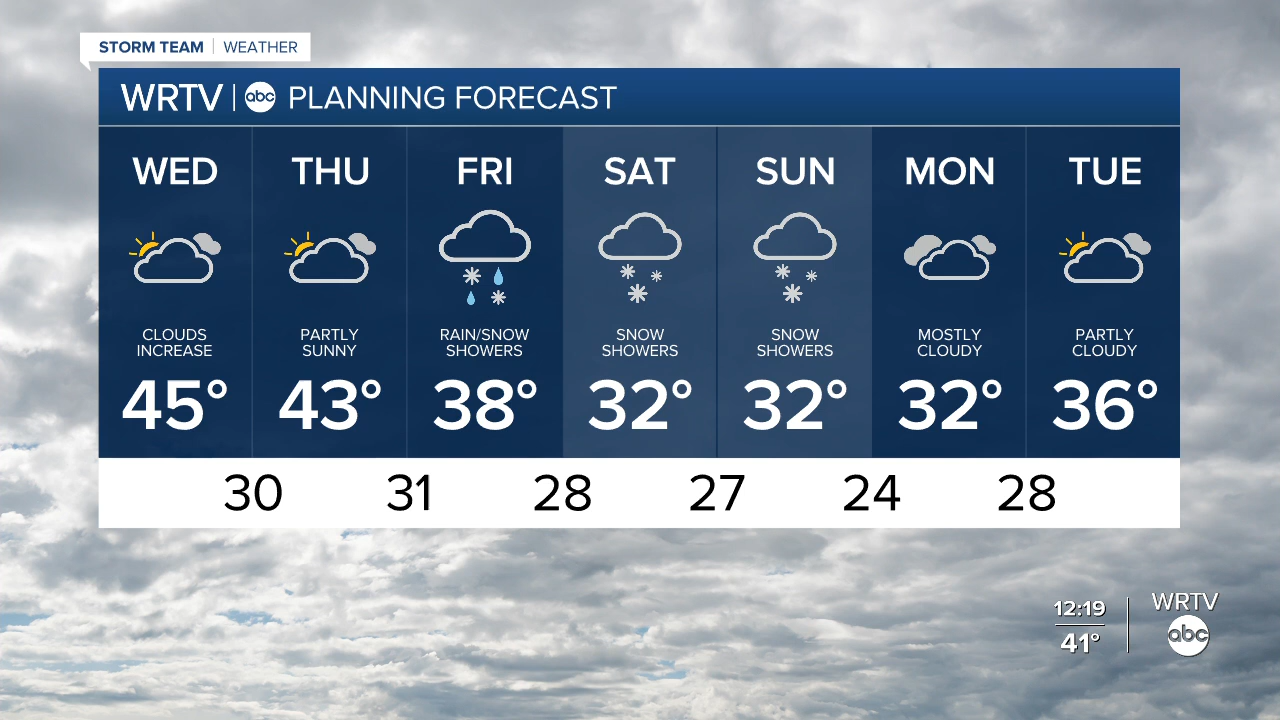 STORM TEAM | WEATHER
WRTV | abc PLANNING FORECAST
WED THU FRI SAT SUN MON TUE
CLOUDS INCREASE
PARTLY SUNNY
RAIN/SNOW SHOWERS
SNOW SHOWERS
SNOW SHOWERS
MOSTLY CLOUDY
PARTLY CLOUDY
45° 43° 38° 32° 32° 32° 36°
30 31 28 27 24 28
12:19
41°
WRTV
abc